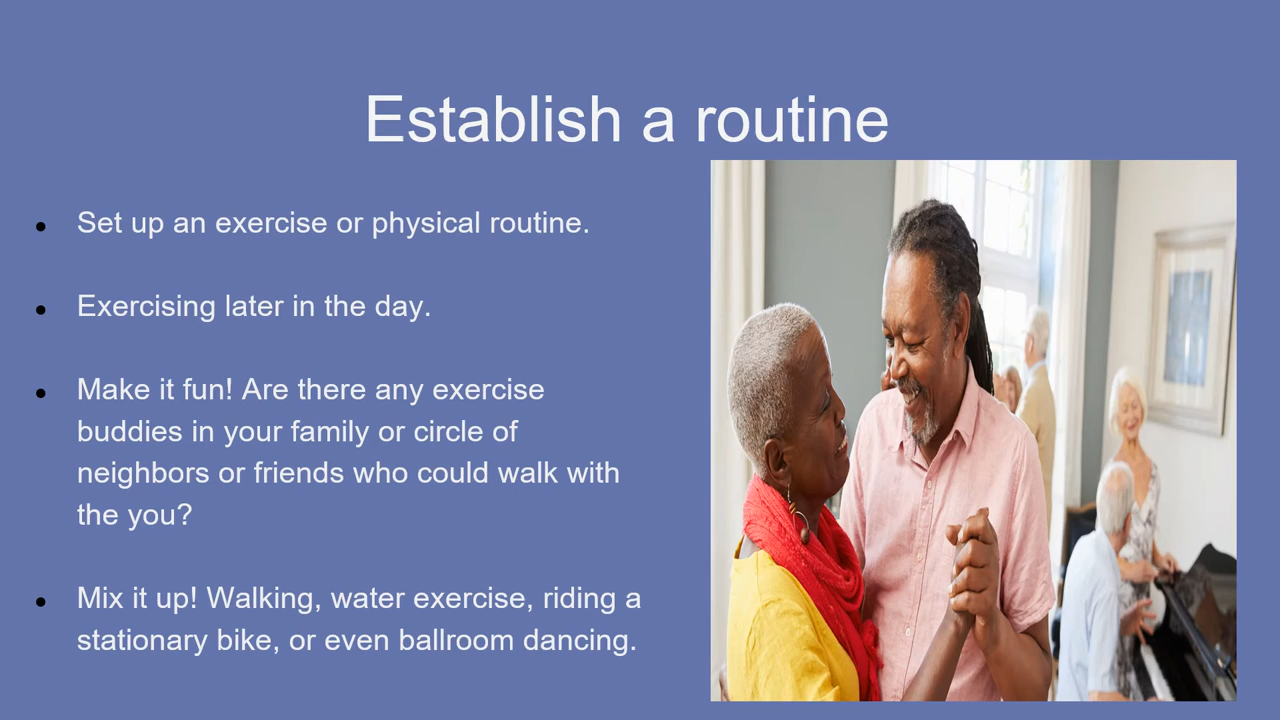 Establish a routine
Set up an exercise or physical routine.
Exercising later in the day.
Make it fun! Are there any exercise
buddies in your family or circle of
neighbors or friends who could walk with
the you?
Mix it up! Walking, water exercise, riding a
stationary bike, or even ballroom dancing.